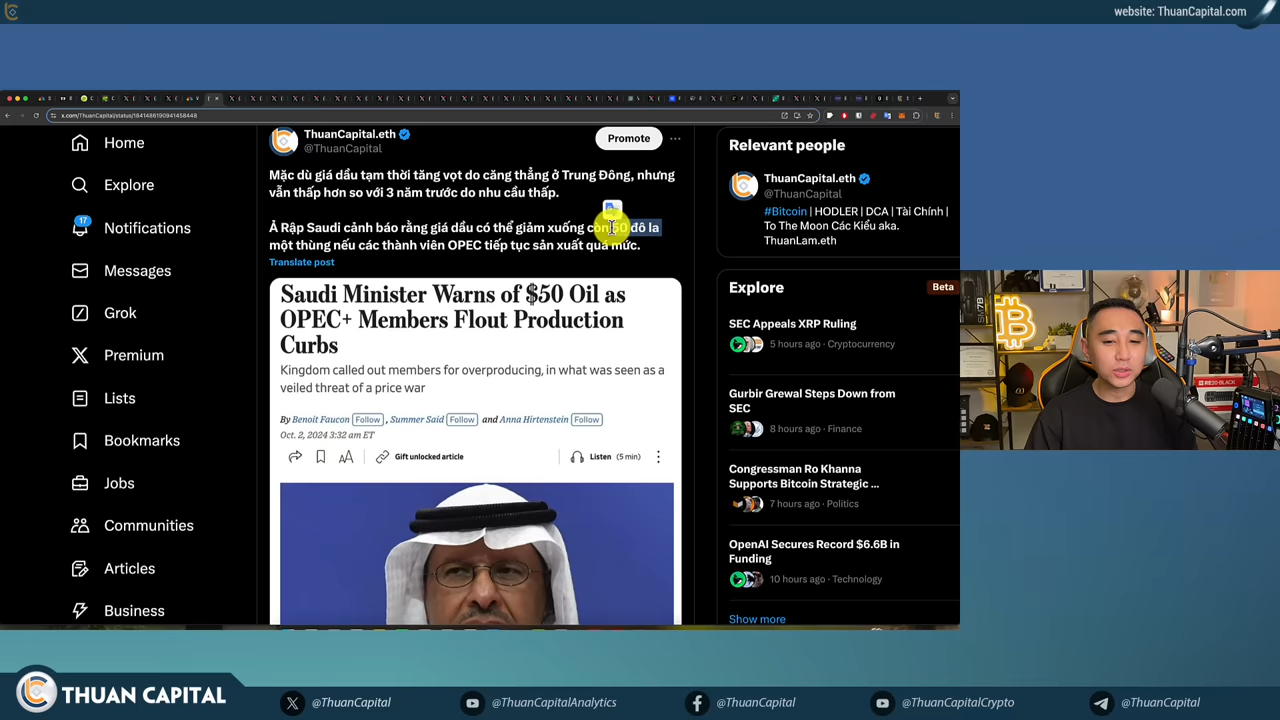 website: ThuanCapital.com
x.com/ThuanCapital/status/1841486190941458448
Home
Explore
17
Notifications
Messages
Grok
Premium
Lists
Bookmarks
Jobs
Communities
Articles
Business
ThuanCapital.eth
@ThuanCapital
Promote
Mặc dù giá dầu tạm thời tăng vọt do căng thẳng ở Trung Đông, nhưng
vẫn thấp hơn so với 3 năm trước do nhu cầu thấp.
Ả Rập Saudi cảnh báo rằng giá dầu có thể giảm xuống còn 50 đô la
một thùng nếu các thành viên OPEC tiếp tục sản xuất quá mức.
Translate post
Saudi Minister Warns of $50 Oil as
OPEC+ Members Flout Production
Curbs
Kingdom called out members for overproducing, in what was seen as a
veiled threat of a price war
By Benoit Faucon Follow , Summer Said Follow and Anna Hirtenstein Follow
Oct. 2, 2024 3:32 am ET
AA Gift unlocked article Listen (5 min)
Relevant people
ThuanCapital.eth
@ThuanCapital
#Bitcoin | HODLER | DCA | Tài Chính |
To The Moon Các Kiểu aka.
ThuanLam.eth
Explore
Beta
SEC Appeals XRP Ruling
5 hours ago · Cryptocurrency
Gurbir Grewal Steps Down from
SEC
8 hours ago · Finance
Congressman Ro Khanna
Supports Bitcoin Strategic ...
7 hours ago · Politics
OpenAI Secures Record $6.6B in
Funding
10 hours ago · Technology
Show more
SM7B
RE20-BLACK
THUAN CAPITAL
@ThuanCapital
@ThuanCapitalAnalytics
@ThuanCapital
@ThuanCapitalCrypto
@ThuanCapital